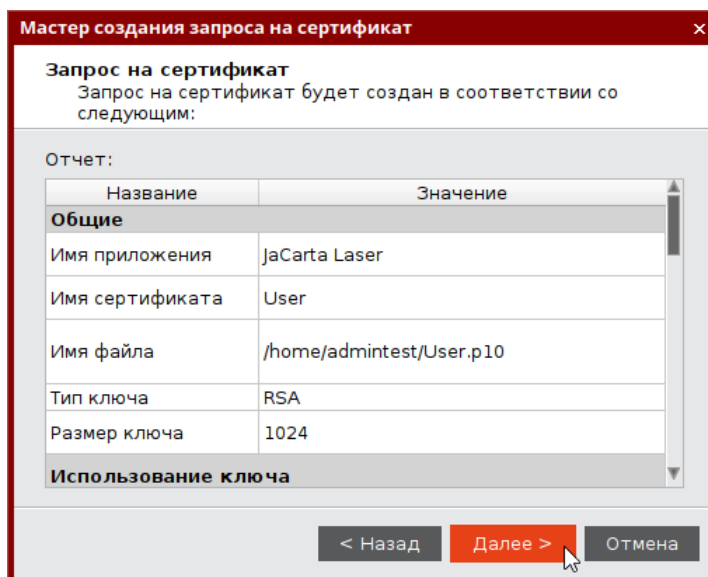 Мастер создания запроса на сертификат
Запрос на сертификат
Запрос на сертификат будет создан в соответствии со
следующим:
Отчет:
Название Значение
Общие
Имя приложения JaCarta Laser
Имя сертификата User
Имя файла /home/admintest/User.p10
Тип ключа RSA
Размер ключа 1024
Использование ключа
< Назад Далее > Отмена